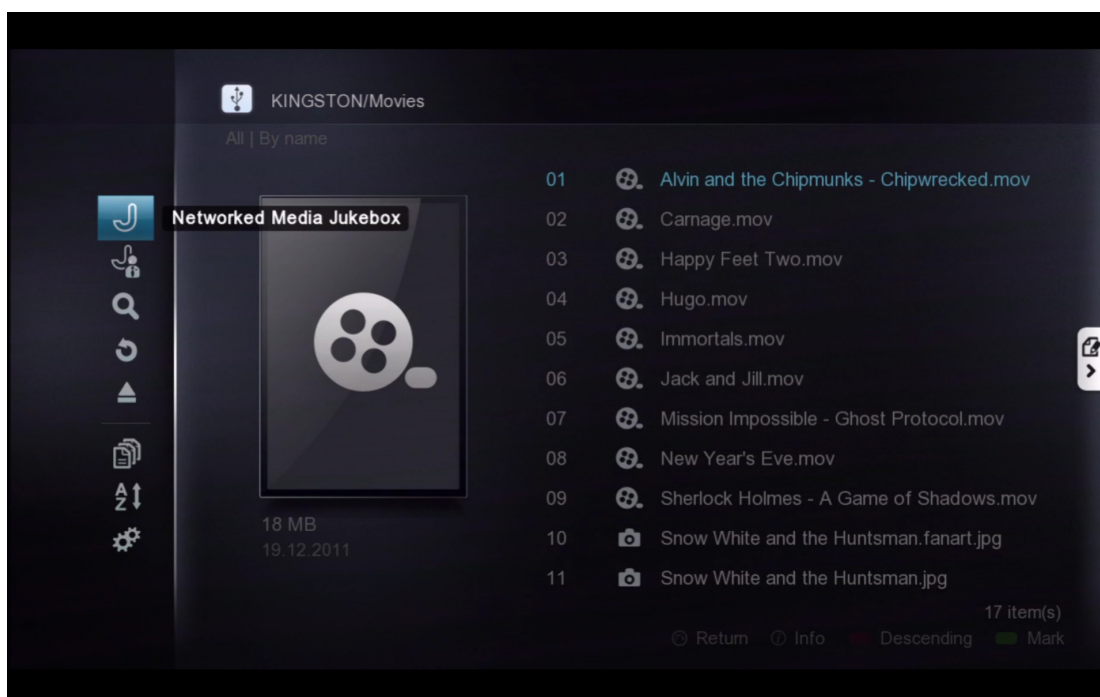 KINGSTON/Movies
All | By name
Networked Media Jukebox
01 Alvin and the Chipmunks - Chipwrecked.mov
02 Carnage.mov
03 Happy Feet Two.mov
04 Hugo.mov
05 Immortals.mov
06 Jack and Jill.mov
07 Mission Impossible - Ghost Protocol.mov
08 New Year's Eve.mov
09 Sherlock Holmes - A Game of Shadows.mov
10 Snow White and the Huntsman.fanart.jpg
11 Snow White and the Huntsman.jpg
A
Z
18 MB
19.12.2011
17 item(s)
Return Info Descending Mark